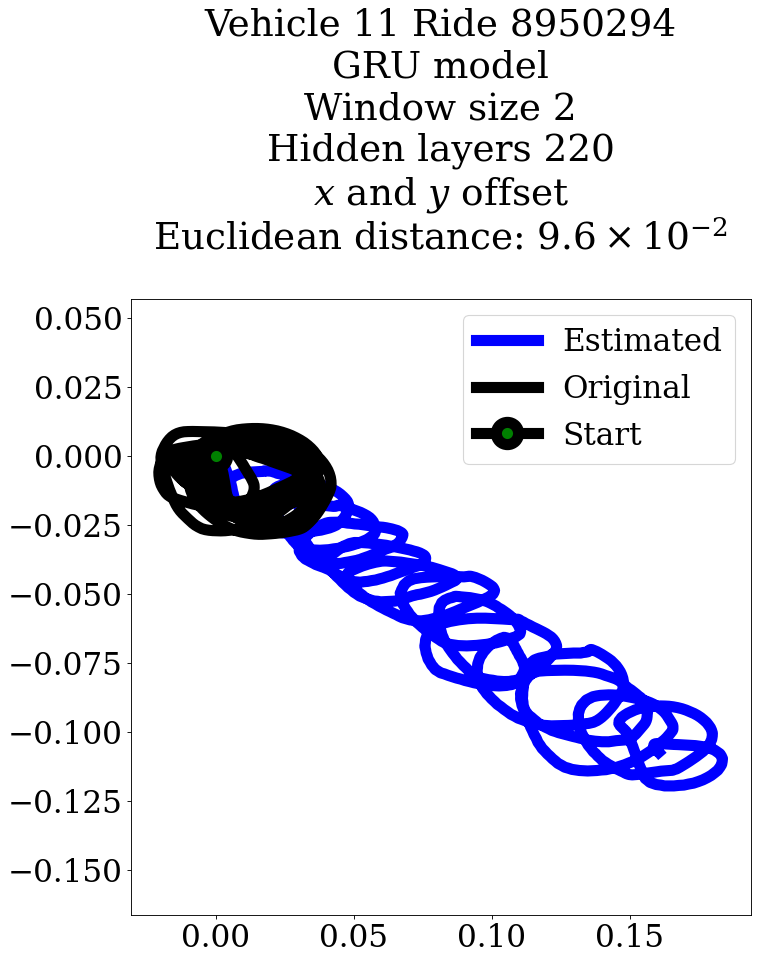 Vehicle 11 Ride 8950294
GRU model
Window size 2
Hidden layers 220
x and y offset
Euclidean distance: 9.6 × 10⁻²
Estimated
Original
Start
0.050
0.025
0.000
−0.025
−0.050
−0.075
−0.100
−0.125
−0.150
0.00 0.05 0.10 0.15